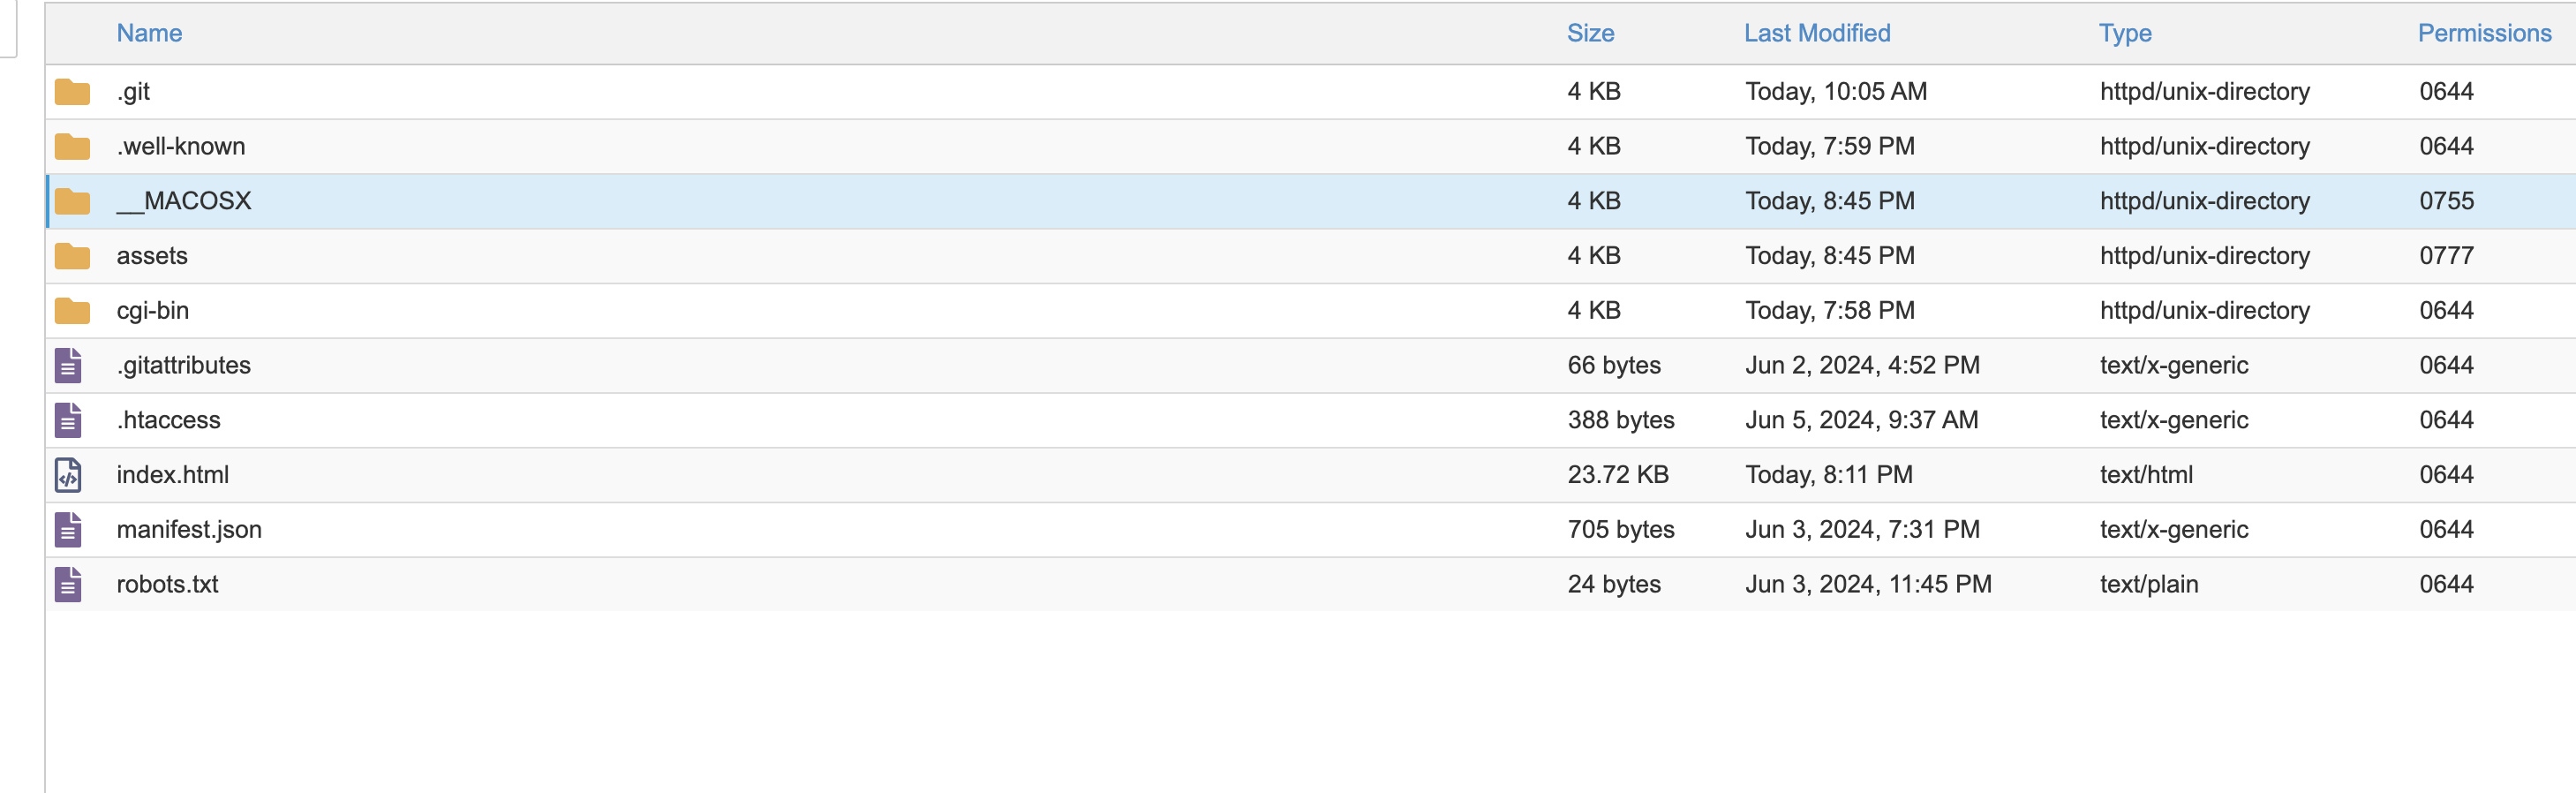 Name Size Last Modified Type Permissions
.git 4 KB Today, 10:05 AM httpd/unix-directory 0644
.well-known 4 KB Today, 7:59 PM httpd/unix-directory 0644
__MACOSX 4 KB Today, 8:45 PM httpd/unix-directory 0755
assets 4 KB Today, 8:45 PM httpd/unix-directory 0777
cgi-bin 4 KB Today, 7:58 PM httpd/unix-directory 0644
.gitattributes 66 bytes Jun 2, 2024, 4:52 PM text/x-generic 0644
.htaccess 388 bytes Jun 5, 2024, 9:37 AM text/x-generic 0644
index.html 23.72 KB Today, 8:11 PM text/html 0644
manifest.json 705 bytes Jun 3, 2024, 7:31 PM text/x-generic 0644
robots.txt 24 bytes Jun 3, 2024, 11:45 PM text/plain 0644